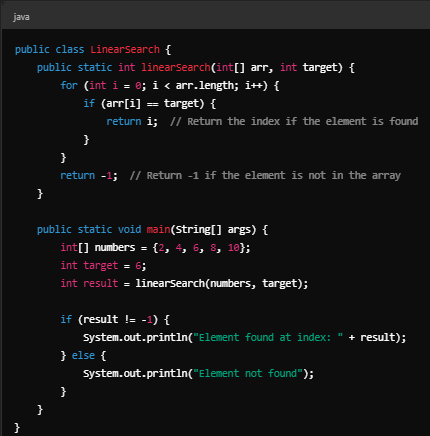 java
public class LinearSearch {
    public static int linearSearch(int[] arr, int target) {
        for (int i = 0; i < arr.length; i++) {
            if (arr[i] == target) {
                return i;  // Return the index if the element is found
            }
        }
        return -1;  // Return -1 if the element is not in the array
    }

    public static void main(String[] args) {
        int[] numbers = {2, 4, 6, 8, 10};
        int target = 6;
        int result = linearSearch(numbers, target);

        if (result != -1) {
            System.out.println("Element found at index: " + result);
        } else {
            System.out.println("Element not found");
        }
    }
}